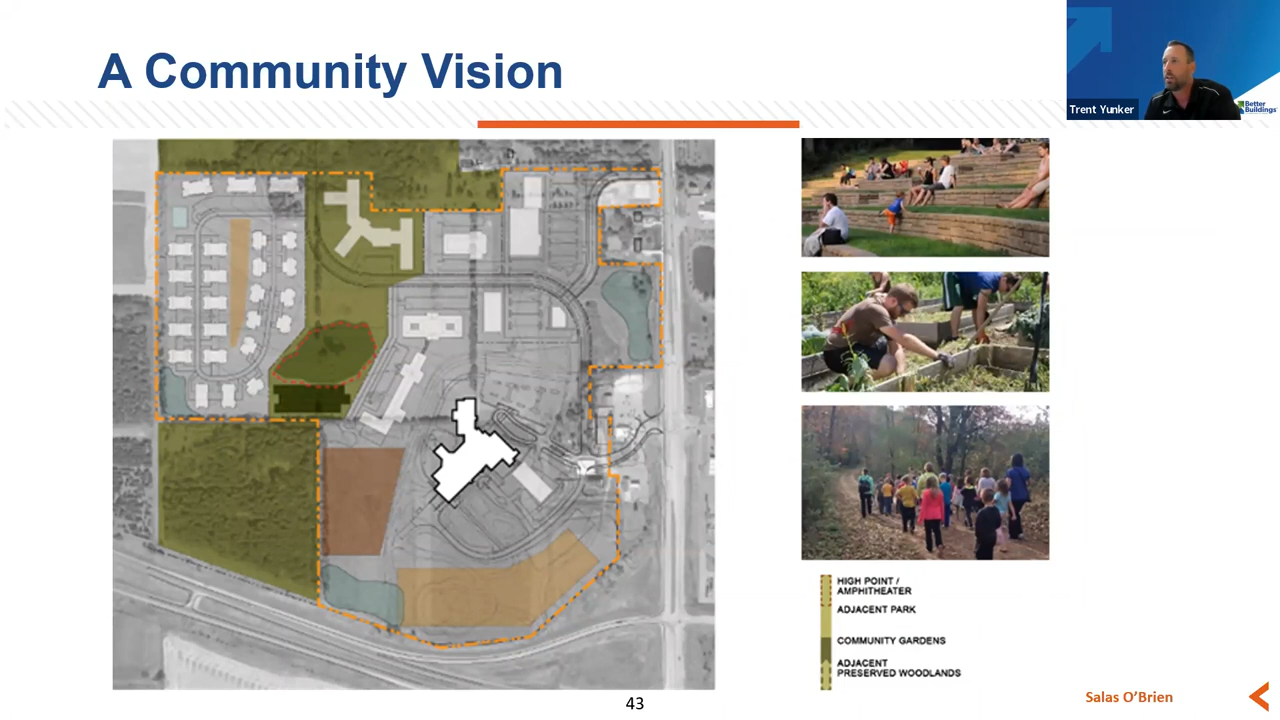 A Community Vision
Trent Yunker
Better
Buildings
HIGH POINT /
AMPHITHEATER
ADJACENT PARK
COMMUNITY GARDENS
ADJACENT
PRESERVED WOODLANDS
43
Salas O'Brien